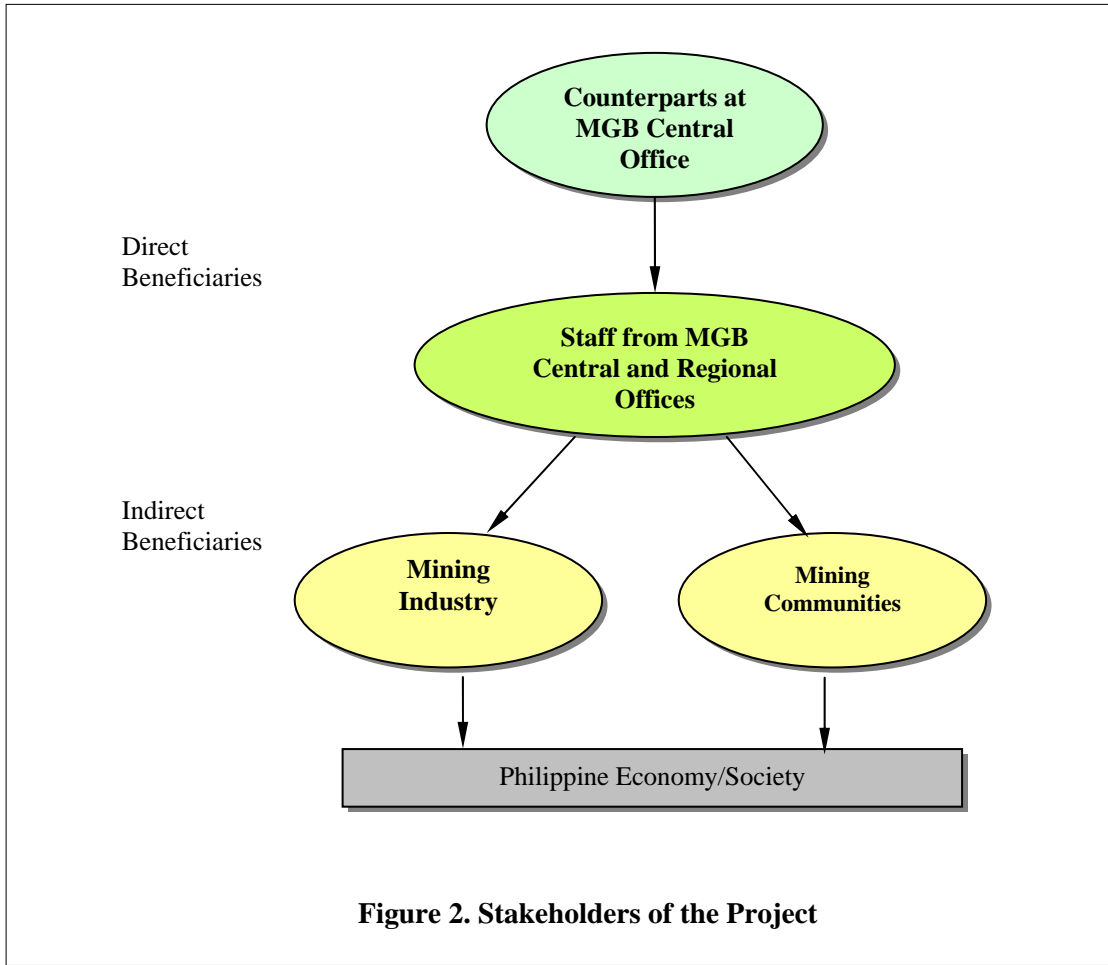 Counterparts at
MGB Central
Office
Direct
Beneficiaries
Staff from MGB
Central and Regional
Offices
Indirect
Beneficiaries
Mining
Industry
Mining
Communities
Philippine Economy/Society
Figure 2. Stakeholders of the Project